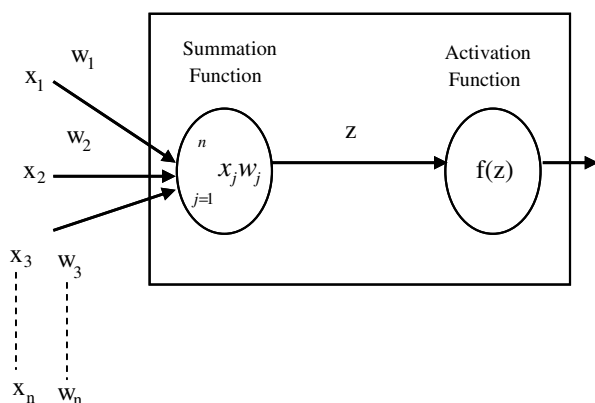 Summation
Function
Activation
Function
w1
x1
w2
x2
n
xjwj
j=1
z
f(z)
x3
w3
xn
wn